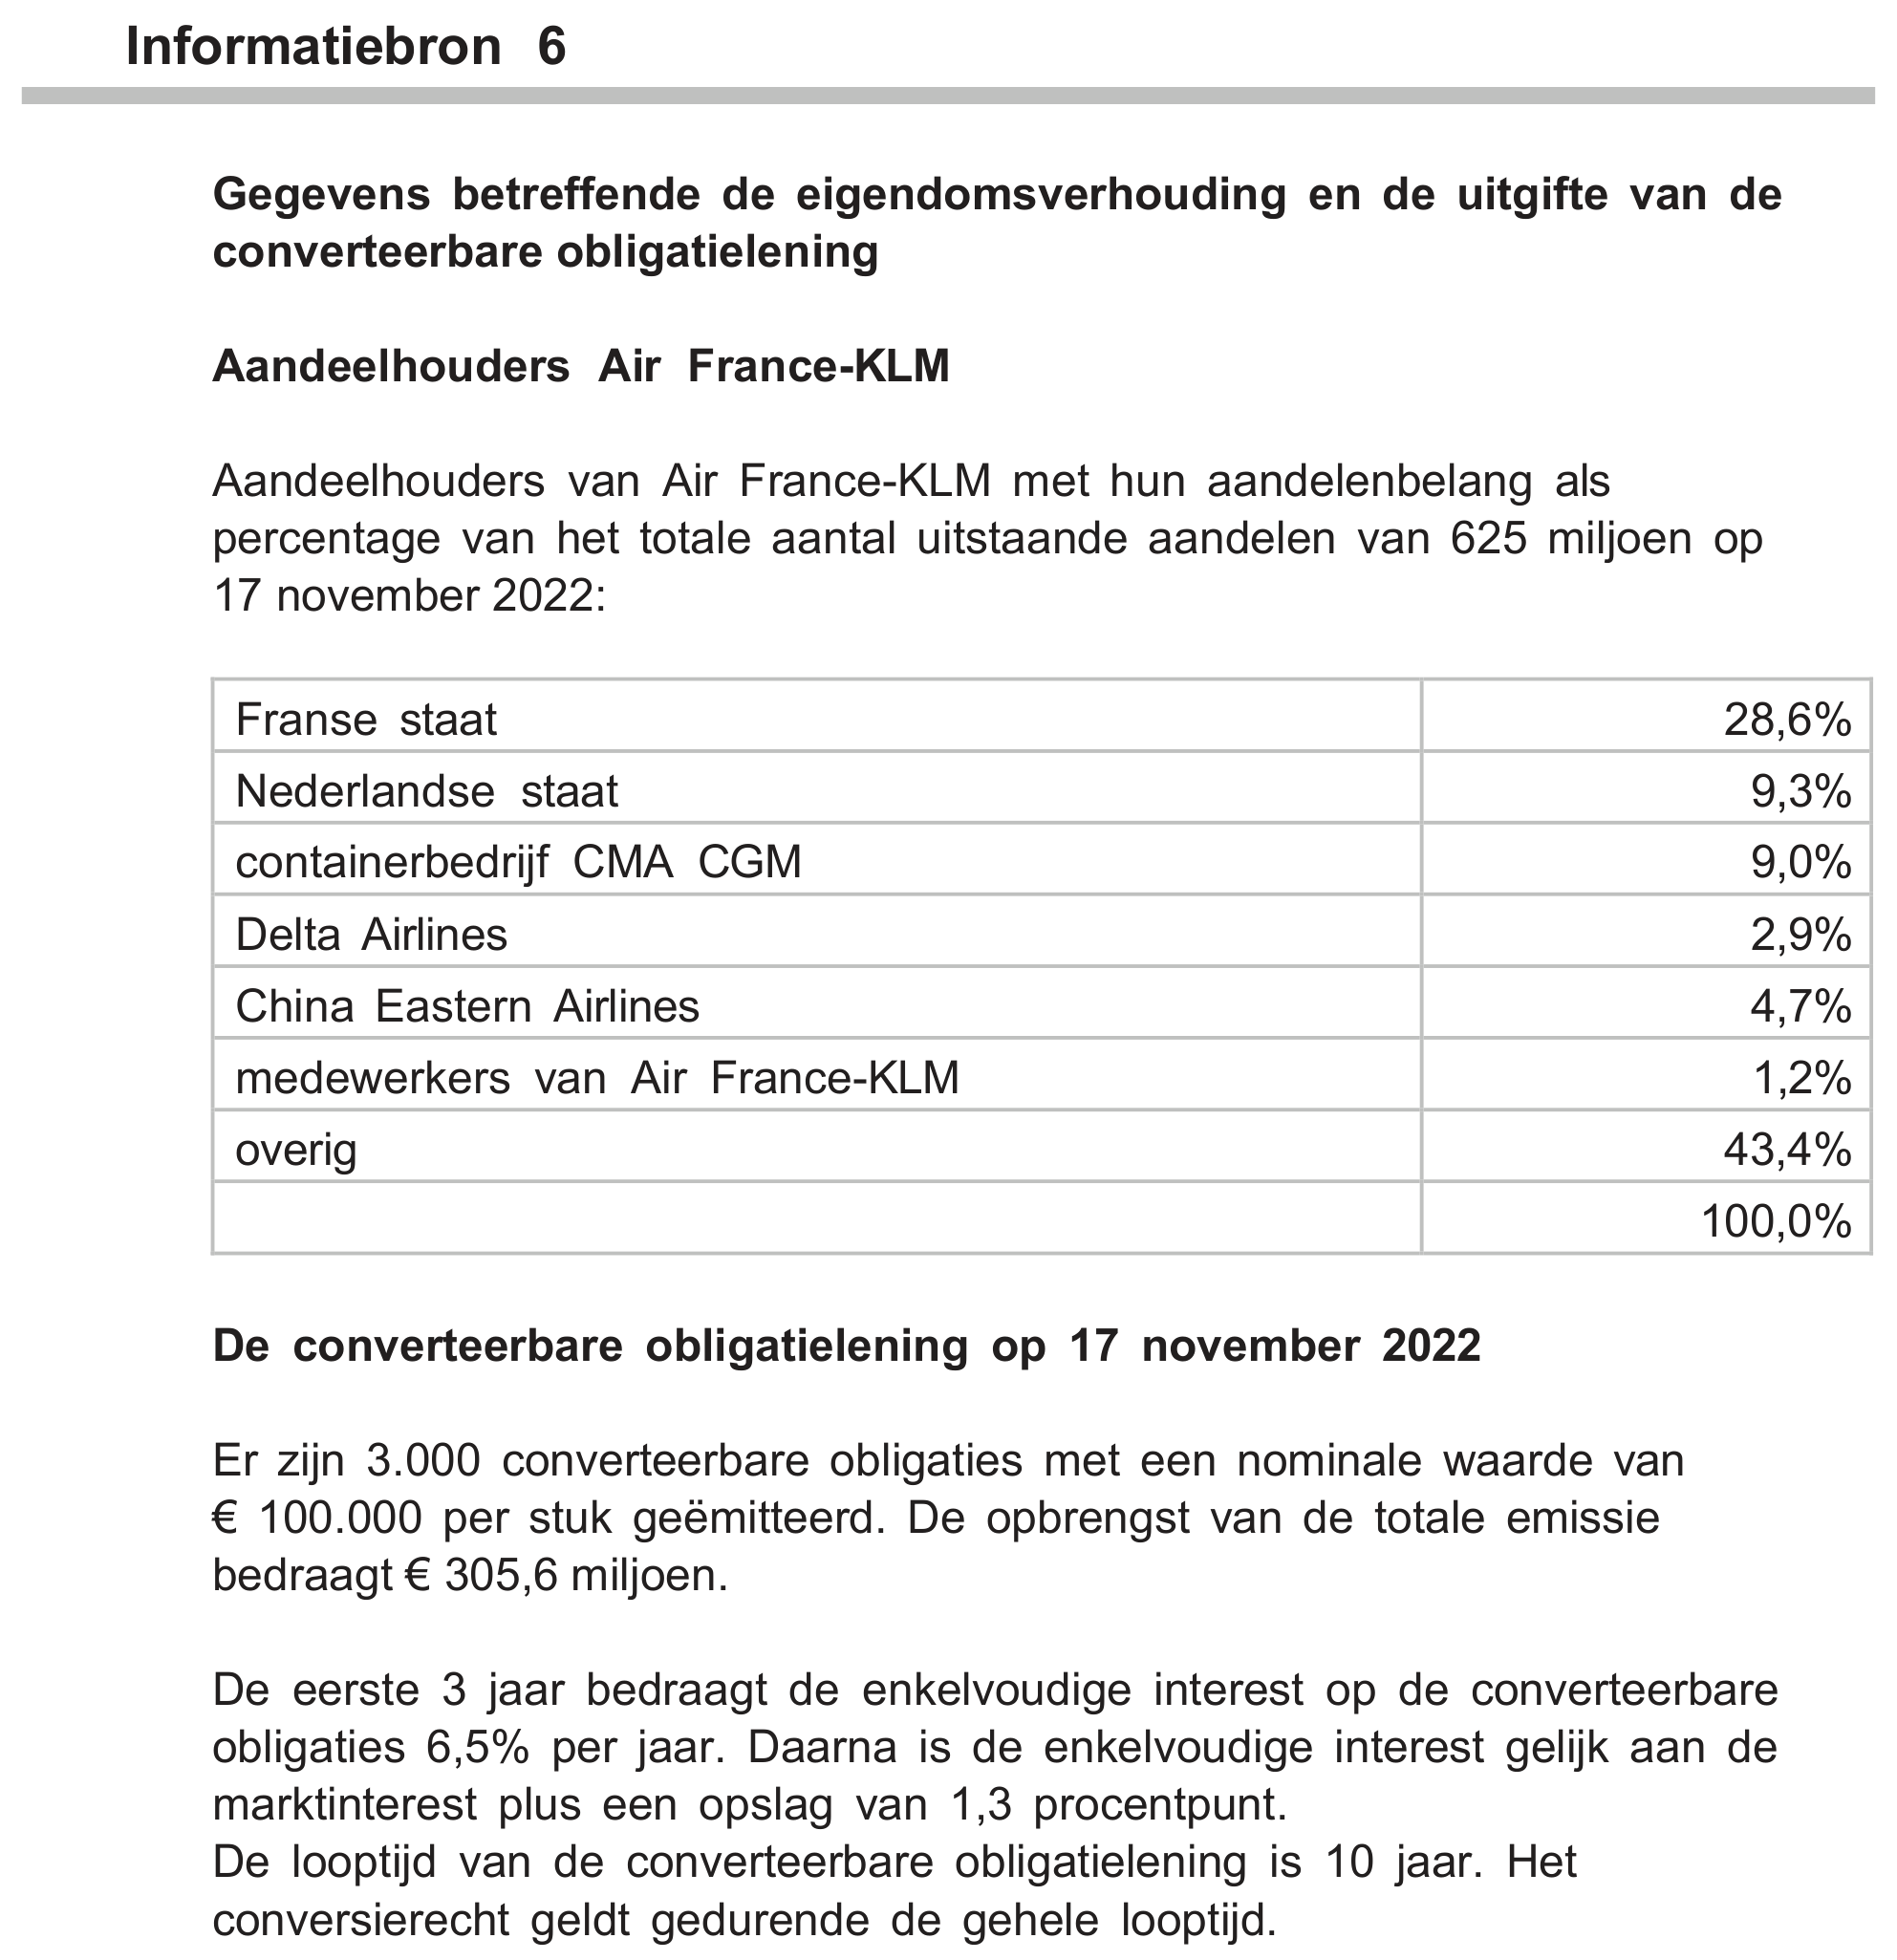 Informatiebron 6
Gegevens betreffende de eigendomsverhouding en de uitgifte van de
converteerbare obligatielening
Aandeelhouders Air France-KLM
Aandeelhouders van Air France-KLM met hun aandelenbelang als
percentage van het totale aantal uitstaande aandelen van 625 miljoen op
17 november 2022:
Franse staat 28,6%
Nederlandse staat 9,3%
containerbedrijf CMA CGM 9,0%
Delta Airlines 2,9%
China Eastern Airlines 4,7%
medewerkers van Air France-KLM 1,2%
overig 43,4%
100,0%
De converteerbare obligatielening op 17 november 2022
Er zijn 3.000 converteerbare obligaties met een nominale waarde van
€ 100.000 per stuk geëmitteerd. De opbrengst van de totale emissie
bedraagt € 305,6 miljoen.
De eerste 3 jaar bedraagt de enkelvoudige interest op de converteerbare
obligaties 6,5% per jaar. Daarna is de enkelvoudige interest gelijk aan de
marktinterest plus een opslag van 1,3 procentpunt.
De looptijd van de converteerbare obligatielening is 10 jaar. Het
conversierecht geldt gedurende de gehele looptijd.